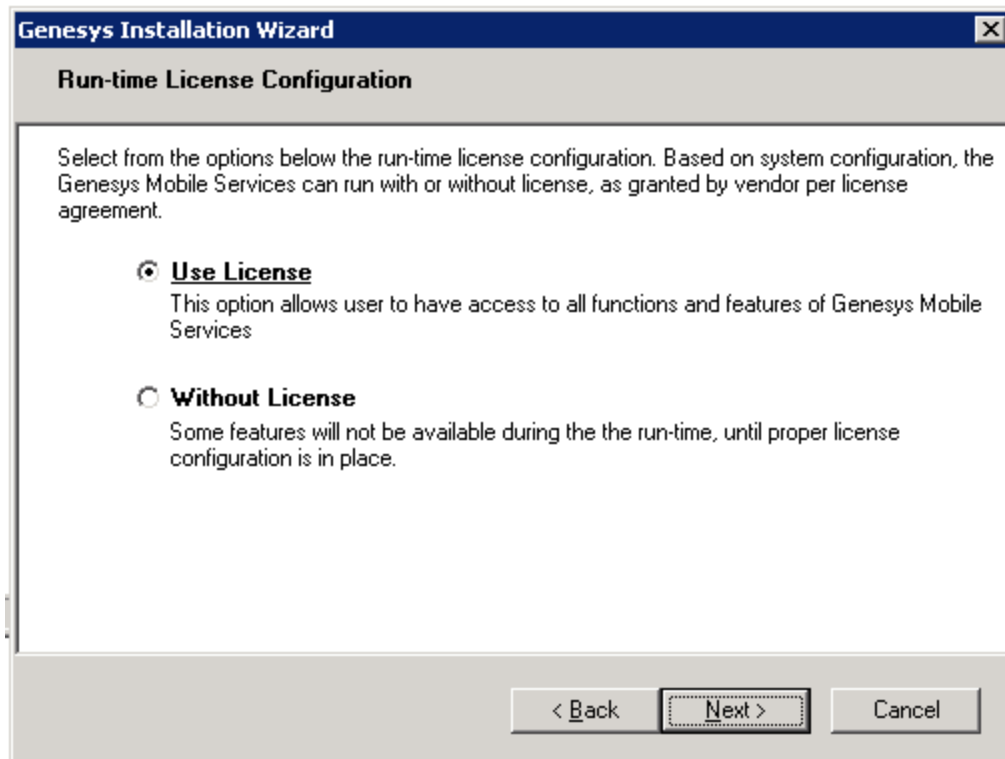 Genesys Installation Wizard
Run-time License Configuration
Select from the options below the run-time license configuration. Based on system configuration, the
Genesys Mobile Services can run with or without license, as granted by vendor per license
agreement.
Use License
This option allows user to have access to all functions and features of Genesys Mobile
Services
Without License
Some features will not be available during the the run-time, until proper license
configuration is in place.
< Back
Next >
Cancel